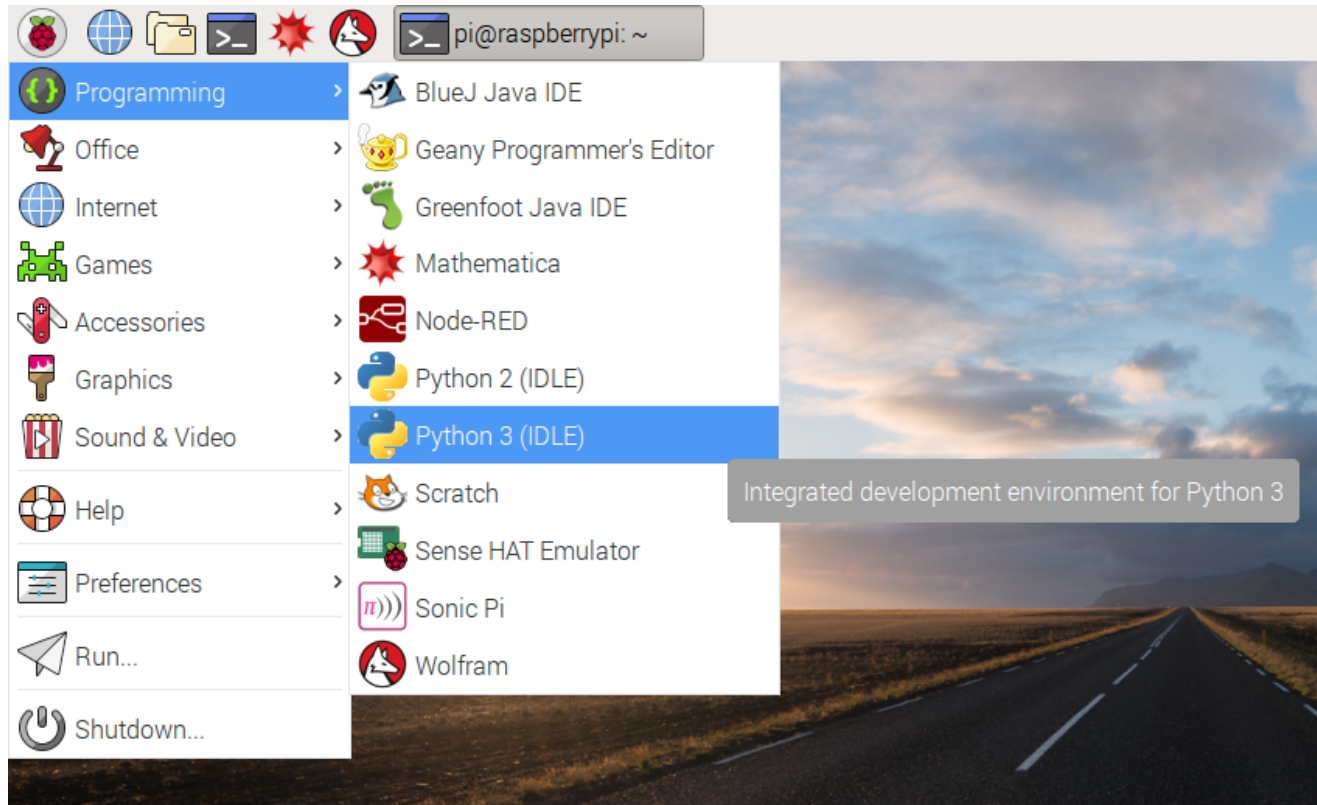 pi@raspberrypi: ~
Programming
Office
Internet
Games
Accessories
Graphics
Sound & Video
Help
Preferences
Run...
Shutdown...
BlueJ Java IDE
Geany Programmer's Editor
Greenfoot Java IDE
Mathematica
Node-RED
Python 2 (IDLE)
Python 3 (IDLE)
Scratch
Sense HAT Emulator
Sonic Pi
Wolfram
Integrated development environment for Python 3